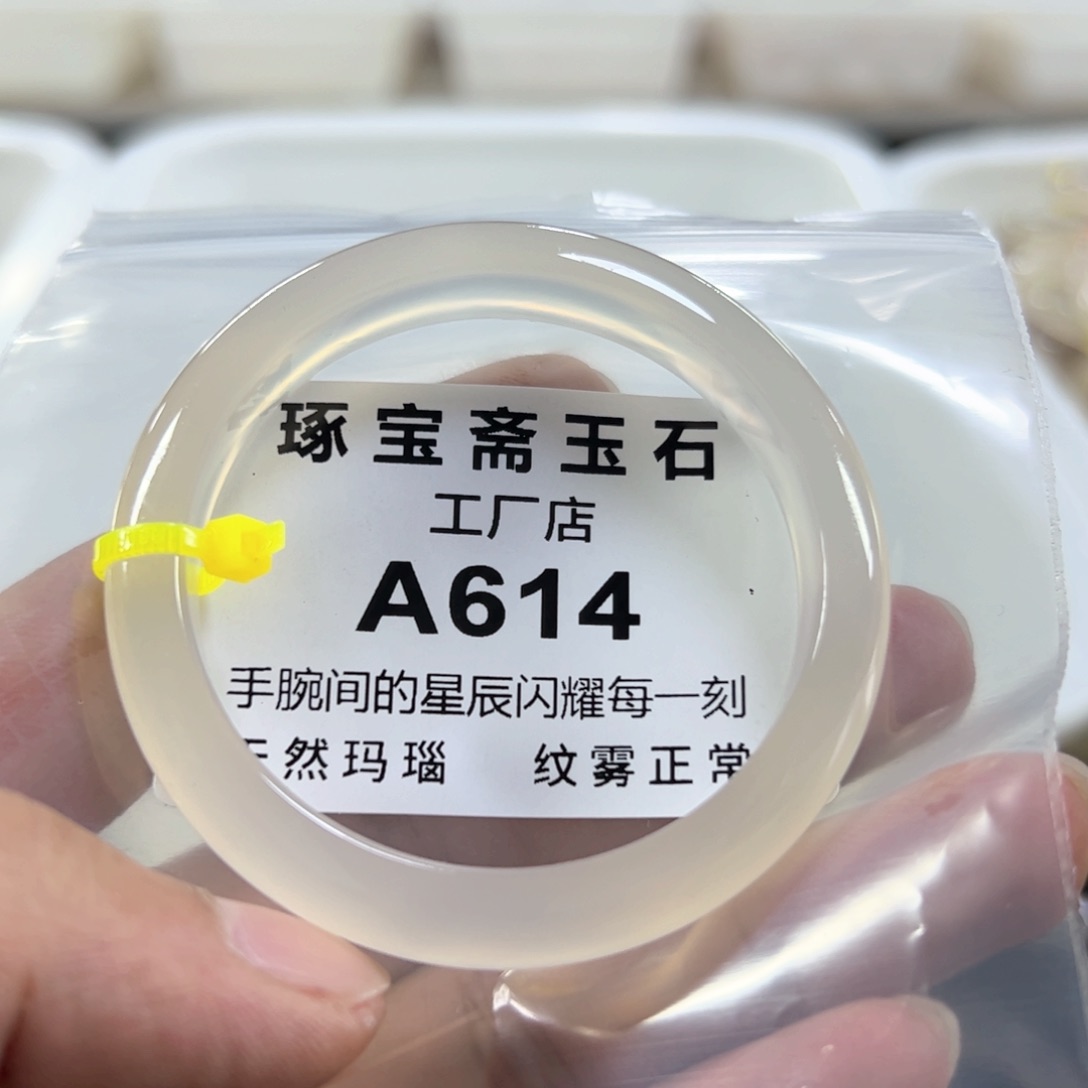 琢宝斋玉石
工厂店
A614
手腕间的星辰闪耀每一刻
天然玛瑙 纹雾正常